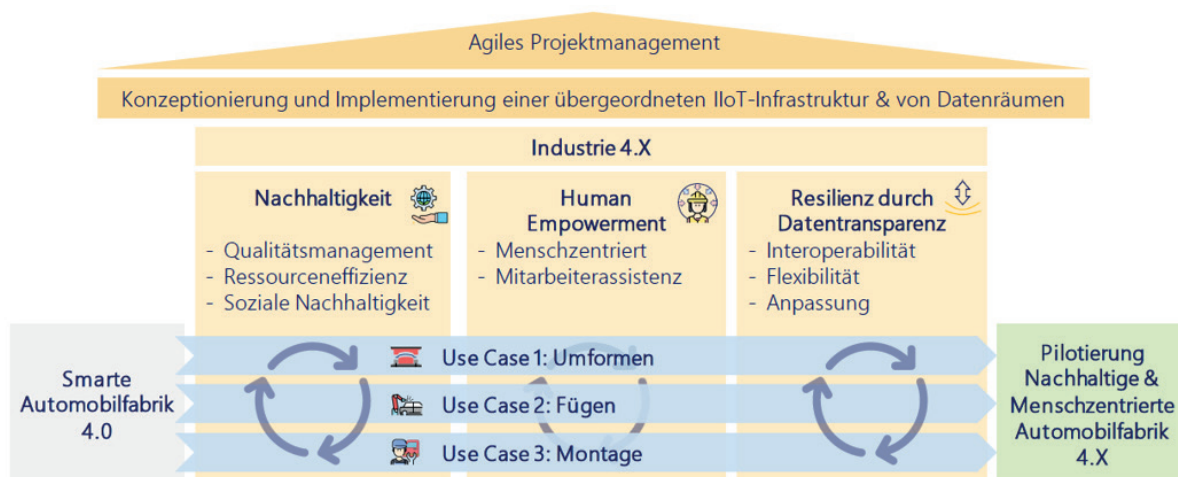 Agiles Projektmanagement
Konzeptionierung und Implementierung einer übergeordneten IIoT-Infrastruktur & von Datenräumen
Industrie 4.X
Nachhaltigkeit
- Qualitätsmanagement
- Ressourceneffizienz
- Soziale Nachhaltigkeit
Human
Empowerment
- Menschzentriert
- Mitarbeiterassistenz
Resilienz durch
Datentransparenz
- Interoperabilität
- Flexibilität
- Anpassung
Smarte
Automobilfabrik
4.0
Use Case 1: Umformen
Use Case 2: Fügen
Use Case 3: Montage
Pilotierung
Nachhaltige &
Menschzentrierte
Automobilfabrik
4.X